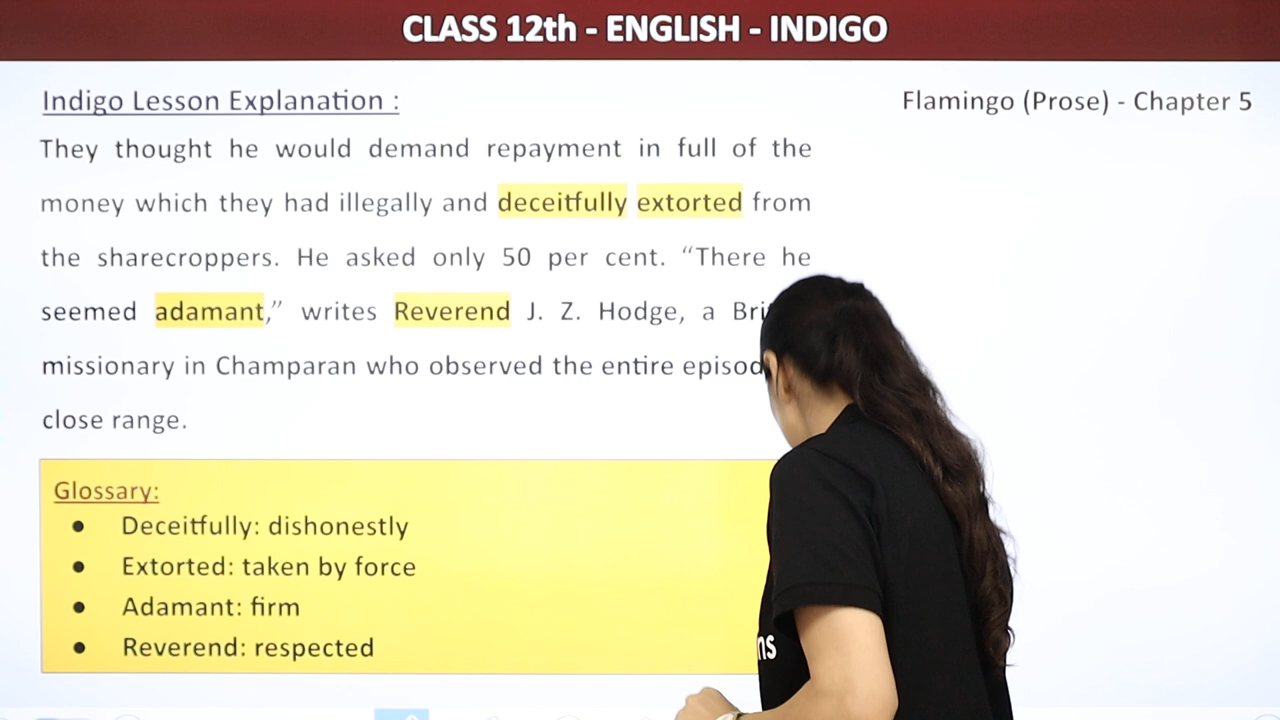 CLASS 12th - ENGLISH - INDIGO
Indigo Lesson Explanation :
Flamingo (Prose) - Chapter 5
They thought he would demand repayment in full of the
money which they had illegally and deceitfully extorted from
the sharecroppers. He asked only 50 per cent. “There he
seemed adamant,” writes Reverend J. Z. Hodge, a
missionary in Champaran who observed the entire
close range.
Glossary:
● Deceitfully: dishonestly
● Extorted: taken by force
● Adamant: firm
● Reverend: respected